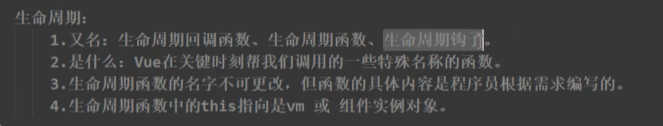 生命周期：
1.又名：生命周期回调函数、生命周期函数、生命周期钩子。
2.是什么：Vue在关键时刻帮我们调用的一些特殊名称的函数。
3.生命周期函数的名字不可更改，但函数的具体内容是程序员根据需求编写的。
4.生命周期函数中的this指向是vm 或 组件实例对象。